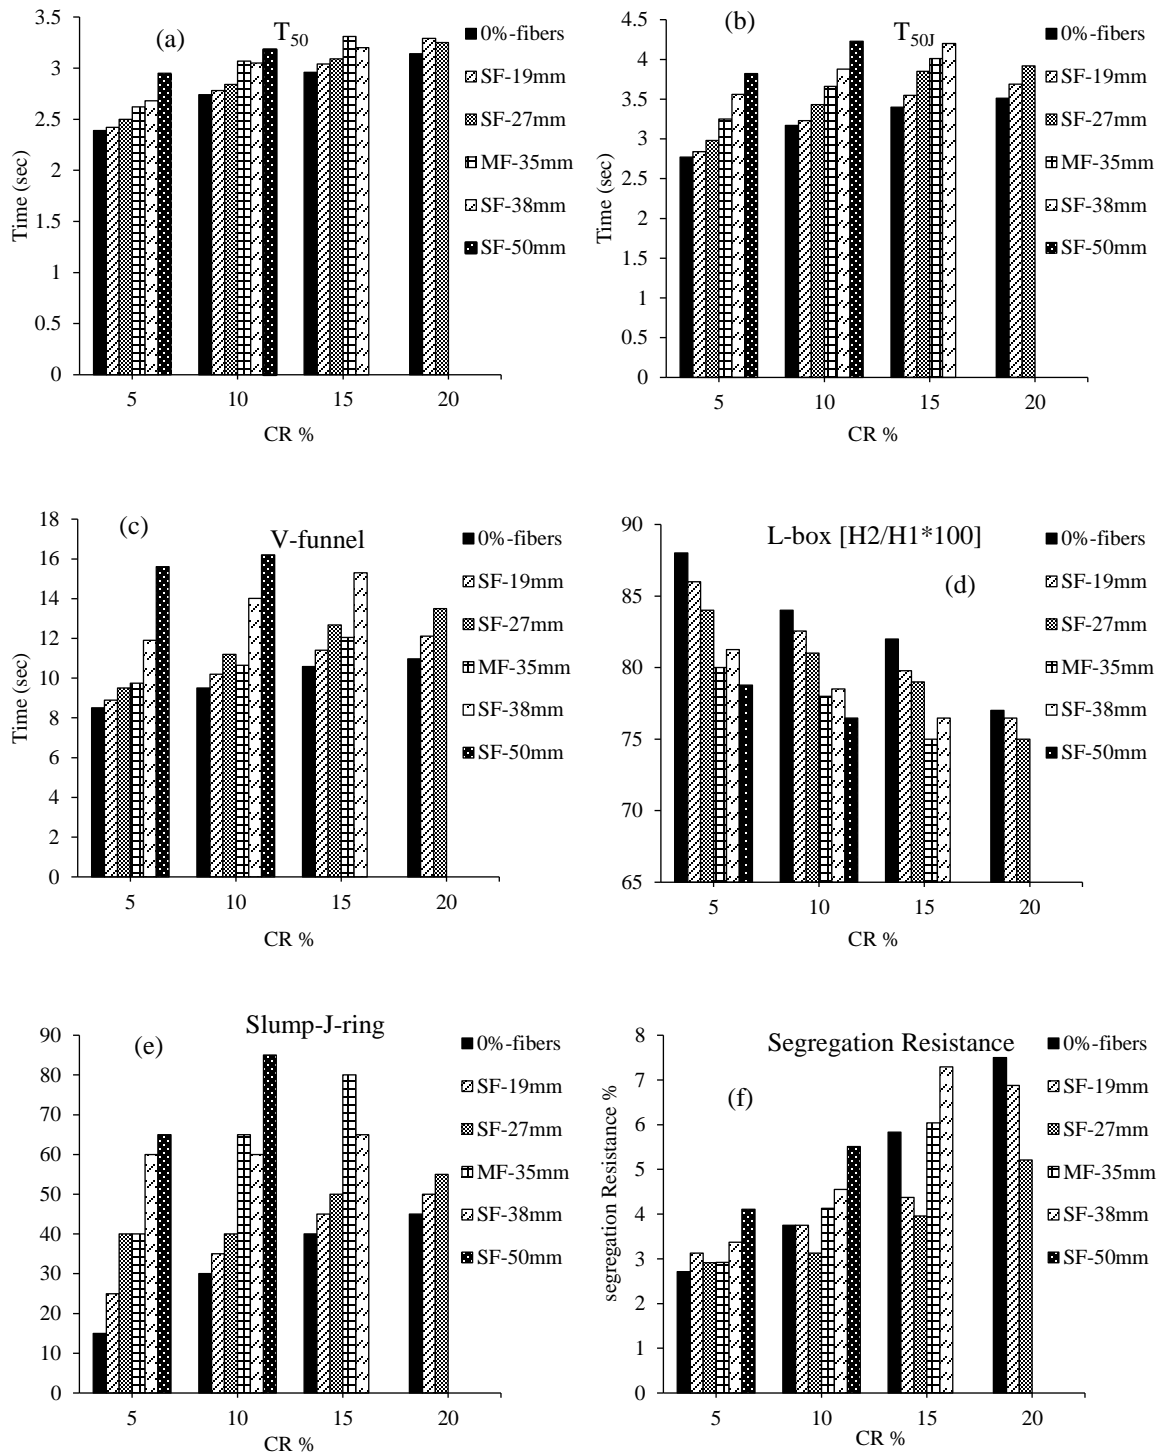 (a)
T50
3.5
3
2.5
2
1.5
1
0.5
0
Time (sec)
5
10
15
20
CR %
0%-fibers
SF-19mm
SF-27mm
MF-35mm
SF-38mm
SF-50mm
(b)
T50J
4.5
4
3.5
3
2.5
2
1.5
1
0.5
0
Time (sec)
5
10
15
20
CR %
0%-fibers
SF-19mm
SF-27mm
MF-35mm
SF-38mm
SF-50mm
(c)
V-funnel
18
16
14
12
10
8
6
4
2
0
Time (sec)
5
10
15
20
CR %
0%-fibers
SF-19mm
SF-27mm
MF-35mm
SF-38mm
SF-50mm
L-box [H2/H1*100]
(d)
90
85
80
75
70
65
5
10
15
20
CR %
0%-fibers
SF-19mm
SF-27mm
MF-35mm
SF-38mm
SF-50mm
Slump-J-ring
(e)
90
80
70
60
50
40
30
20
10
0
5
10
15
20
CR %
0%-fibers
SF-19mm
SF-27mm
MF-35mm
SF-38mm
SF-50mm
Segregation Resistance
(f)
8
7
6
5
4
3
2
1
0
segregation Resistance %
5
10
15
20
CR %
0%-fibers
SF-19mm
SF-27mm
MF-35mm
SF-38mm
SF-50mm